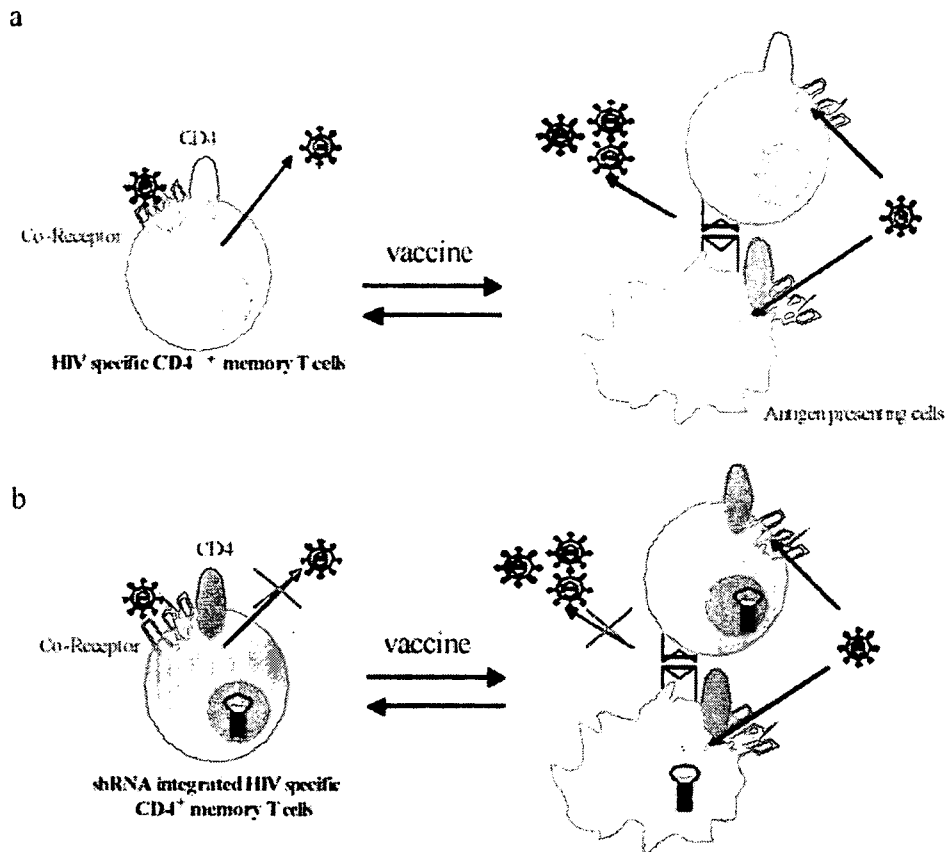 a
CD4
Co-Receptor
vaccine
HIV specific CD4 + memory T cells
Antigen presenting cells
b
CD4
Co-Receptor
vaccine
shRNA integrated HIV specific
CD4+ memory T cells